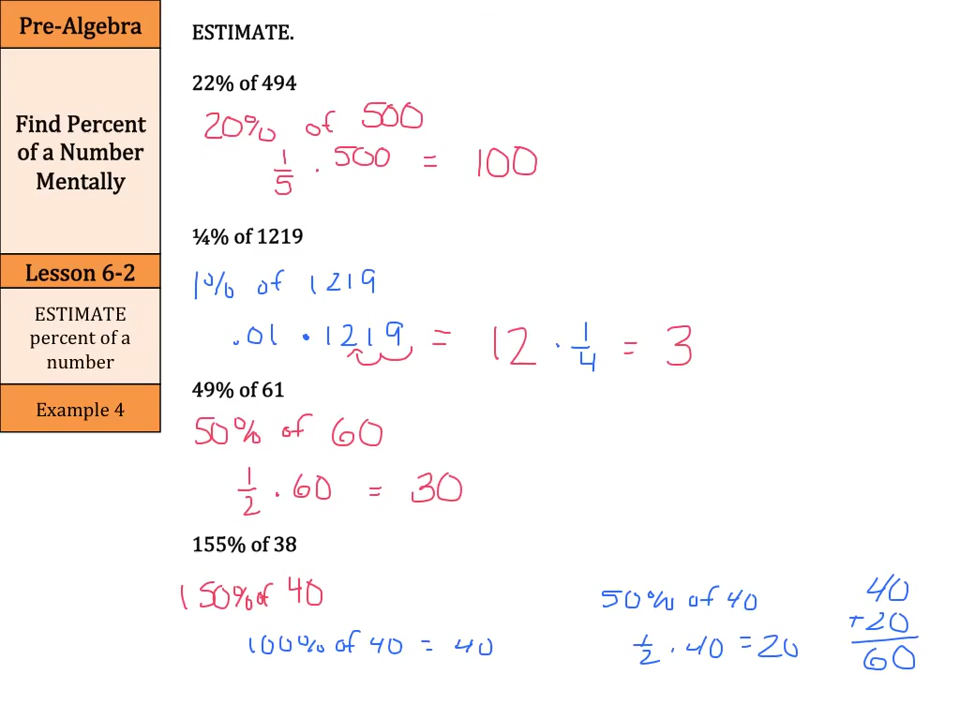 Pre-Algebra
Find Percent
of a Number
Mentally
Lesson 6-2
ESTIMATE
percent of a
number
Example 4
ESTIMATE.
22% of 494
20% of 500
1/5 · 500 = 100
¼% of 1219
1% of 1219
.01 · 1219 = 12 · 1/4 = 3
49% of 61
50% of 60
1/2 · 60 = 30
155% of 38
150% of 40
100% of 40 = 40
50% of 40
1/2 · 40 = 20
40
+20
60